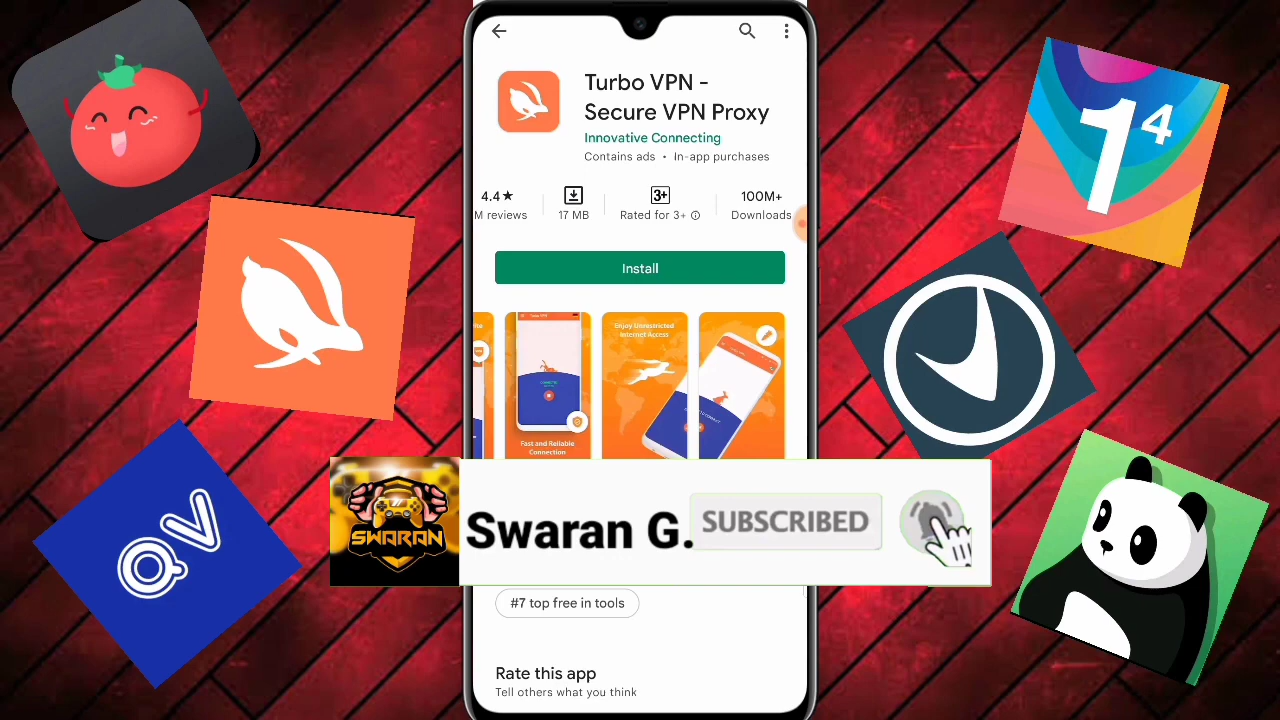 Turbo VPN -
Secure VPN Proxy
Innovative Connecting
Contains ads • In-app purchases
4.4★
M reviews
17 MB
3+
Rated for 3+
100M+
Downloads
Install
Enjoy Unrestricted
Internet Access
Fast and Reliable
Connection
1⁴
QV
SWARAN
Swaran G.
SUBSCRIBED
#7 top free in tools
Rate this app
Tell others what you think